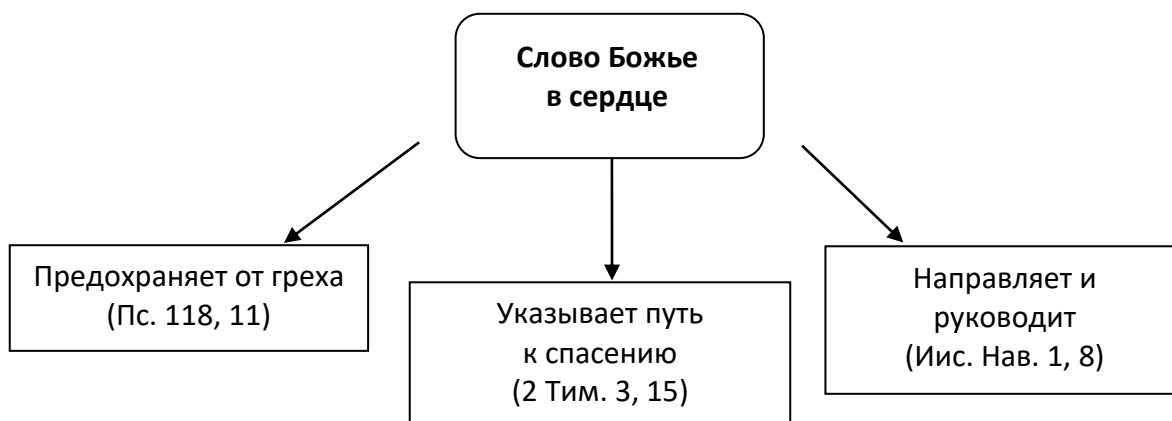 Слово Божье
в сердце
Предохраняет от греха
(Пс. 118, 11)
Указывает путь
к спасению
(2 Тим. 3, 15)
Направляет и
руководит
(Иис. Нав. 1, 8)